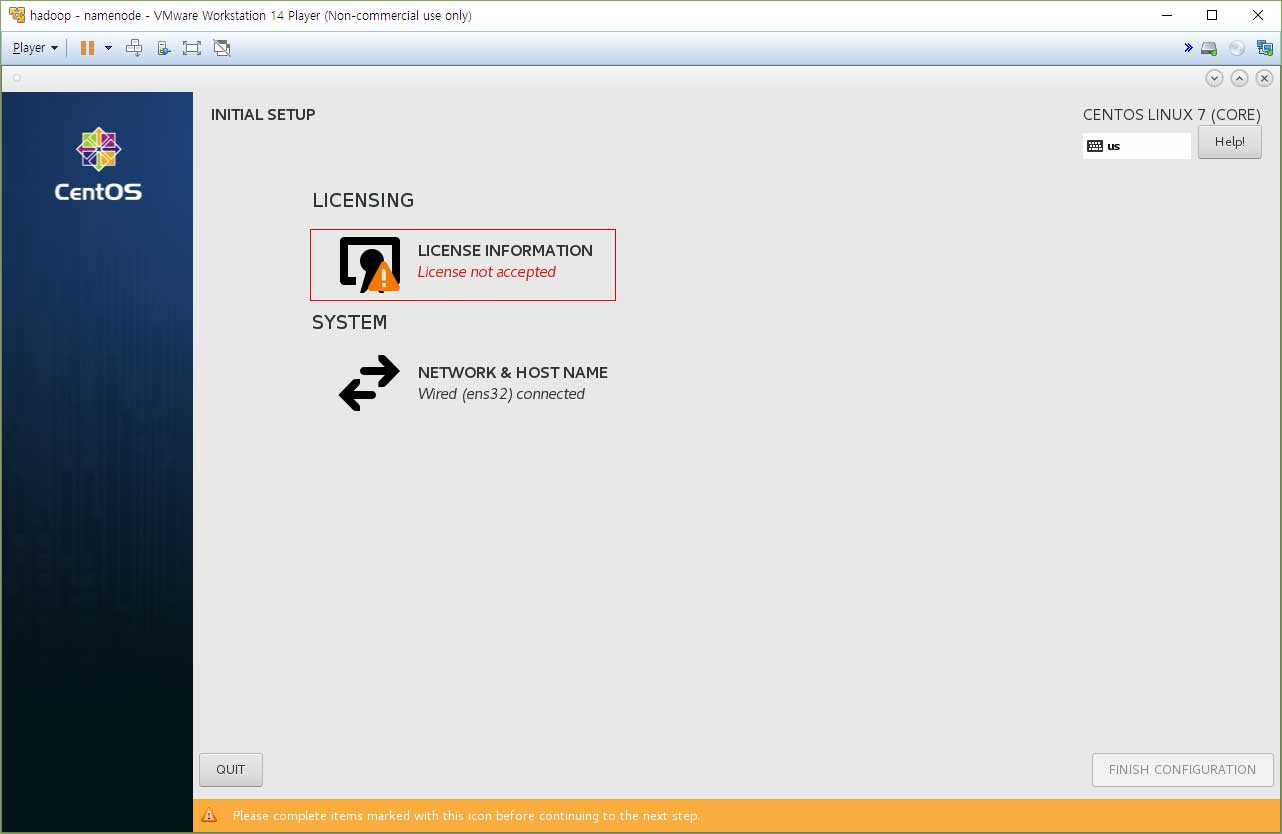 hadoop - namenode - VMware Workstation 14 Player (Non-commercial use only)
Player
INITIAL SETUP
CENTOS LINUX 7 (CORE)
us
Help!
CentOS
LICENSING
LICENSE INFORMATION
License not accepted
SYSTEM
NETWORK & HOST NAME
Wired (ens32) connected
QUIT
FINISH CONFIGURATION
Please complete items marked with this icon before continuing to the next step.